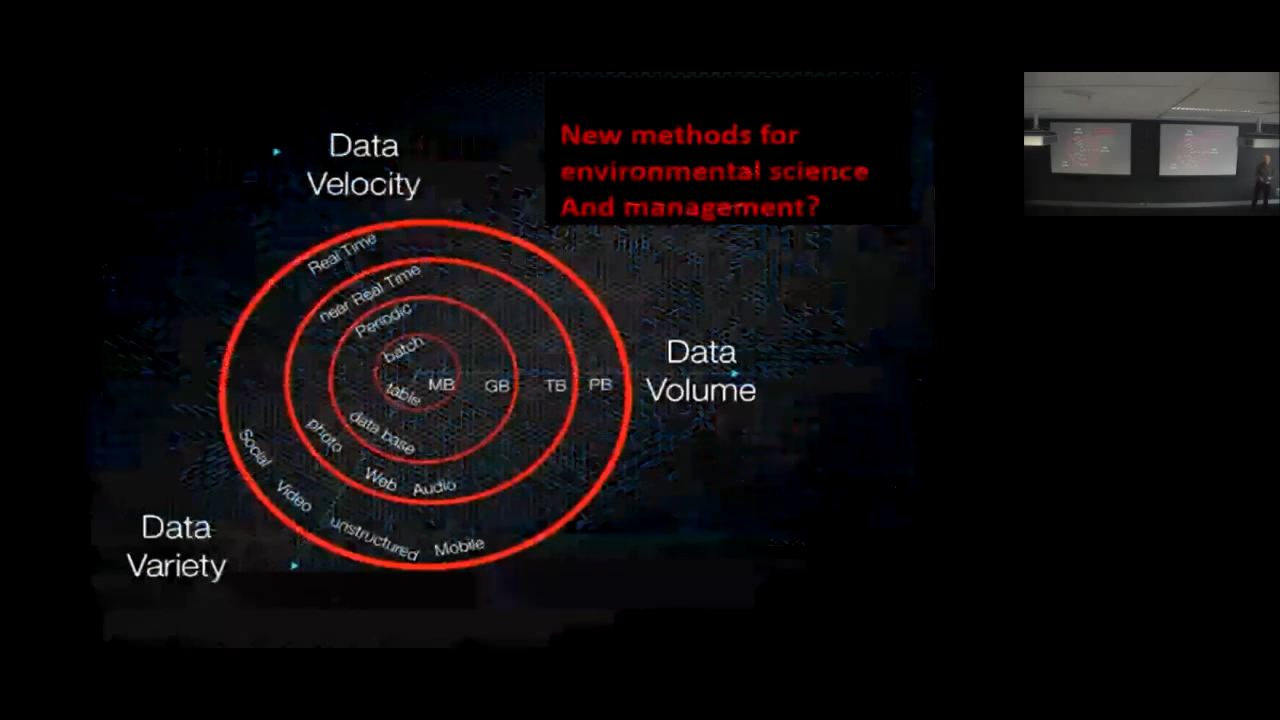 New methods for
environmental science
And management?
Data
Velocity
Real Time
near Real Time
Periodic
batch
Data
Volume
MB GB TB PB
table
data base
photo
Web Audio
Social
Video
unstructured
Mobile
Data
Variety